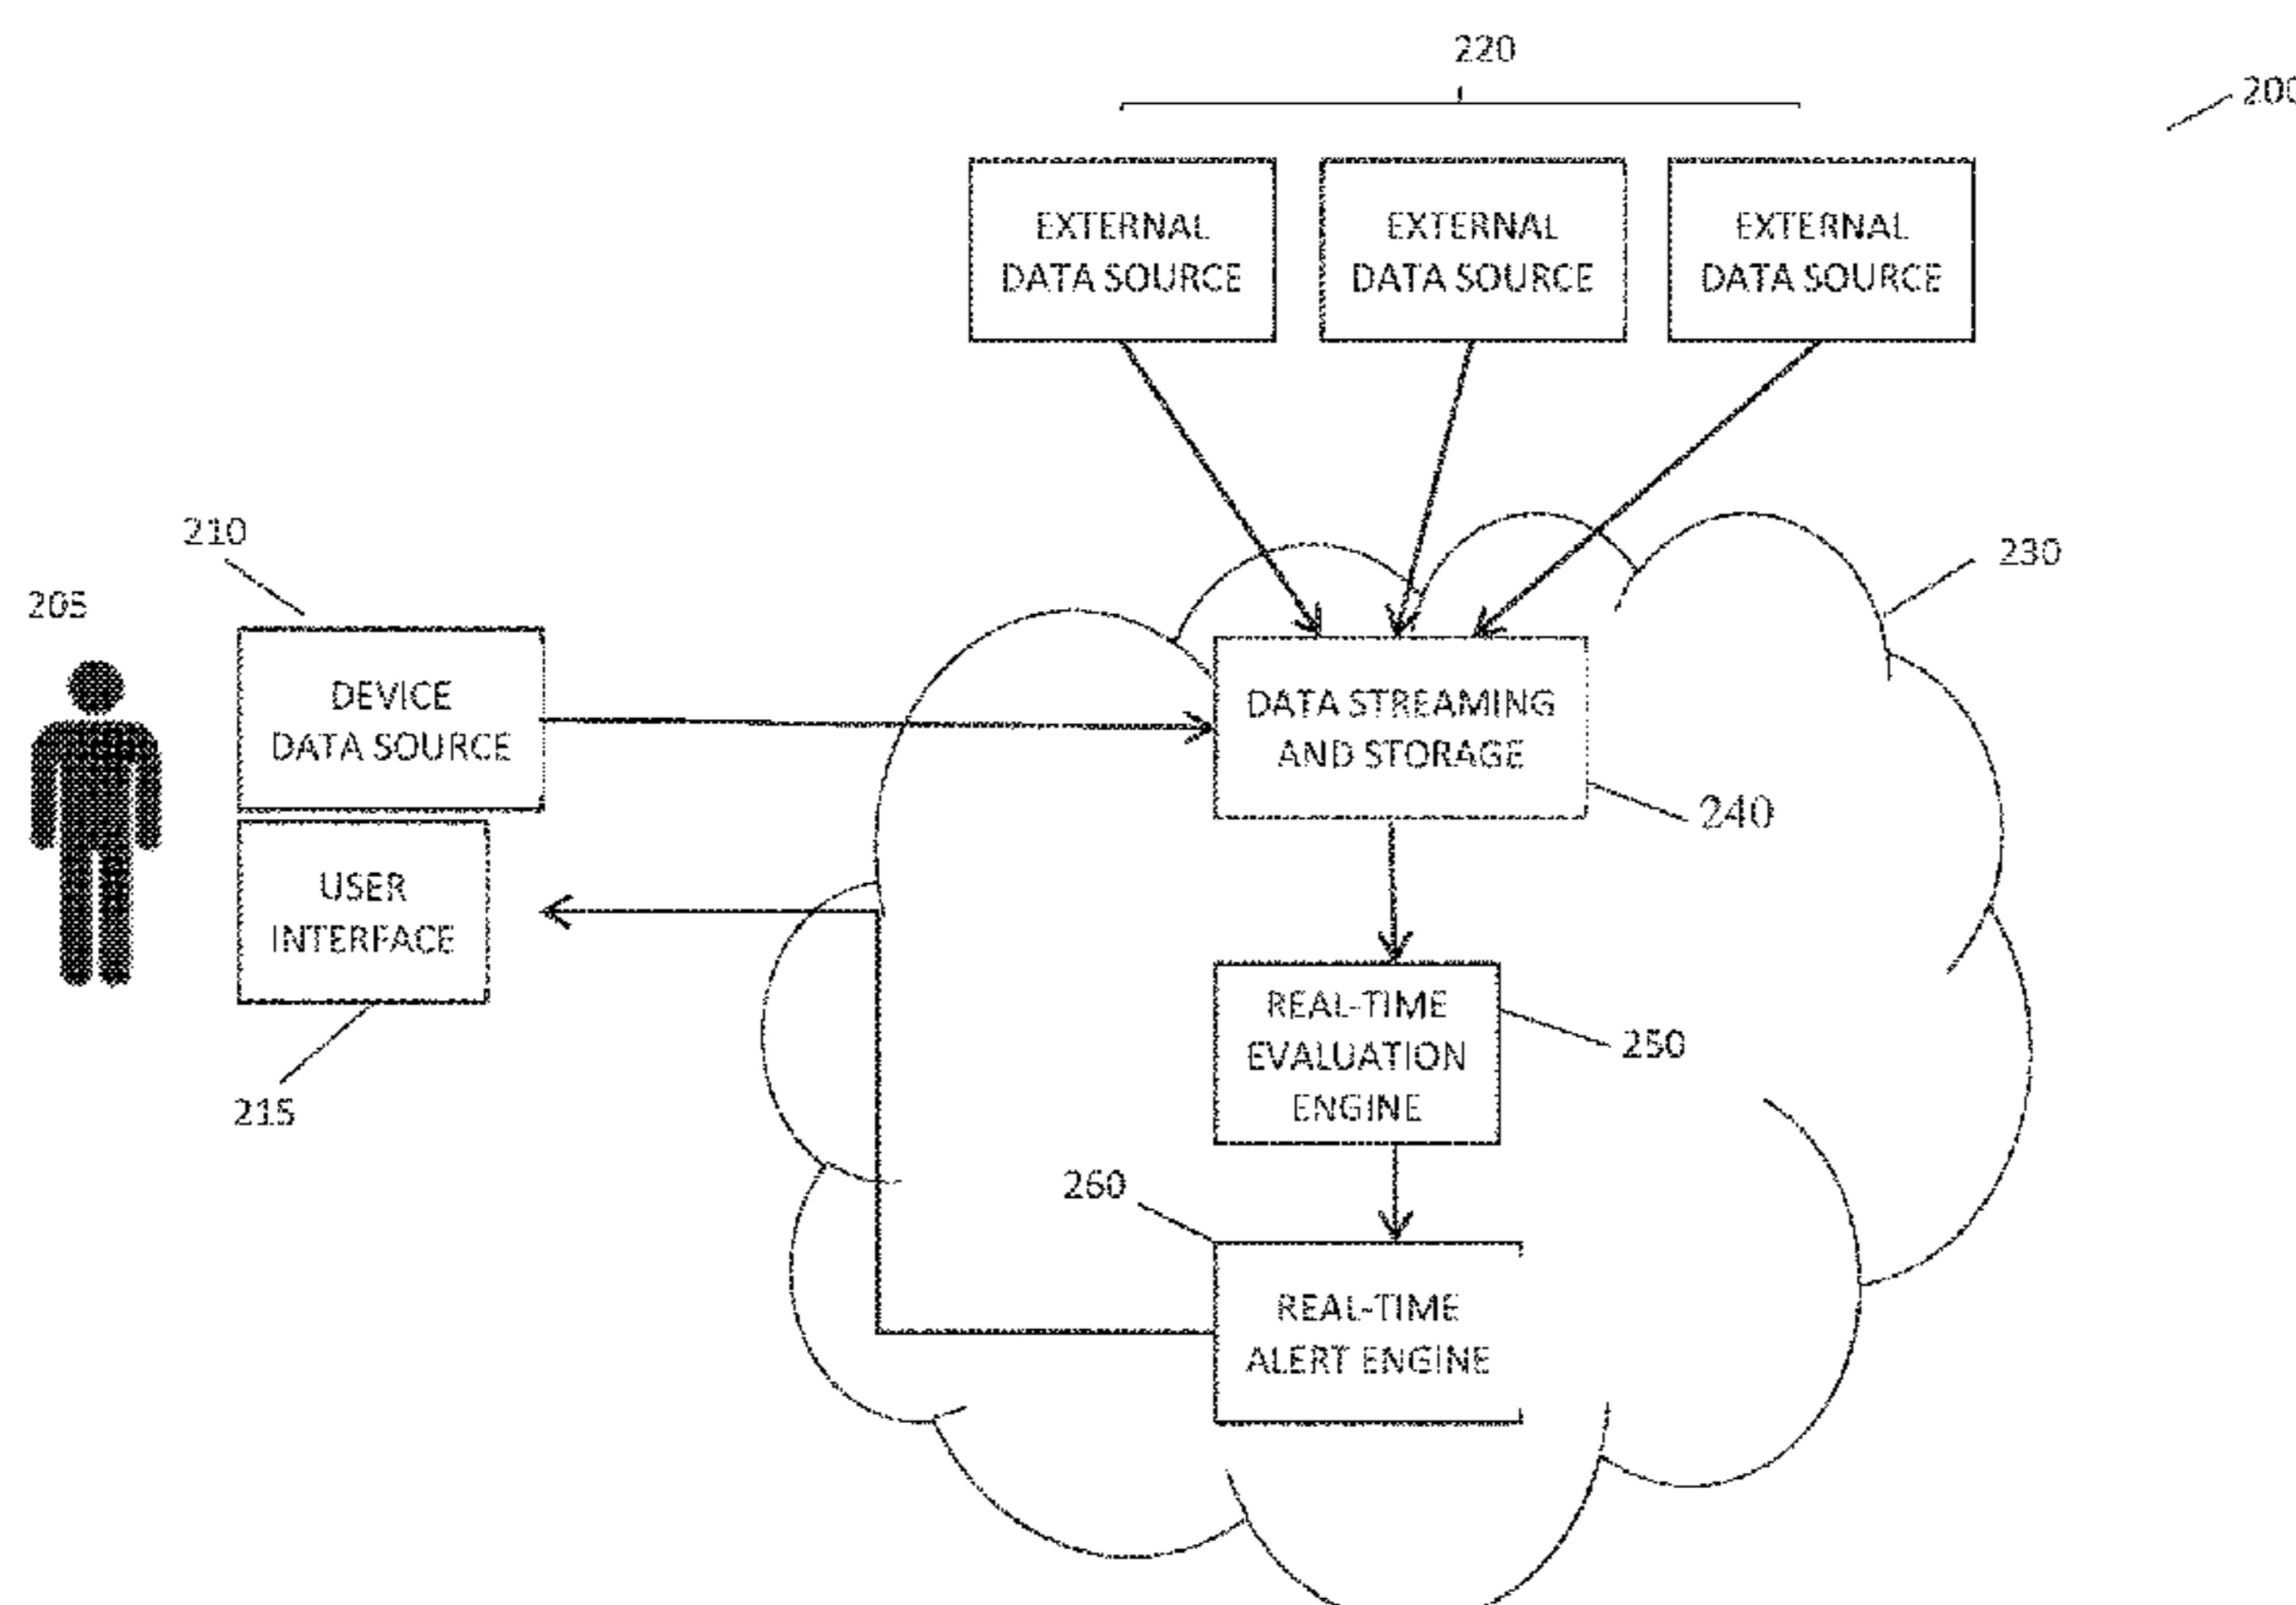 220
200
EXTERNAL
DATA SOURCE
EXTERNAL
DATA SOURCE
EXTERNAL
DATA SOURCE
210
230
205
DEVICE
DATA SOURCE
DATA STREAMING
AND STORAGE
240
USER
INTERFACE
215
REAL-TIME
EVALUATION
ENGINE
250
260
REAL-TIME
ALERT ENGINE